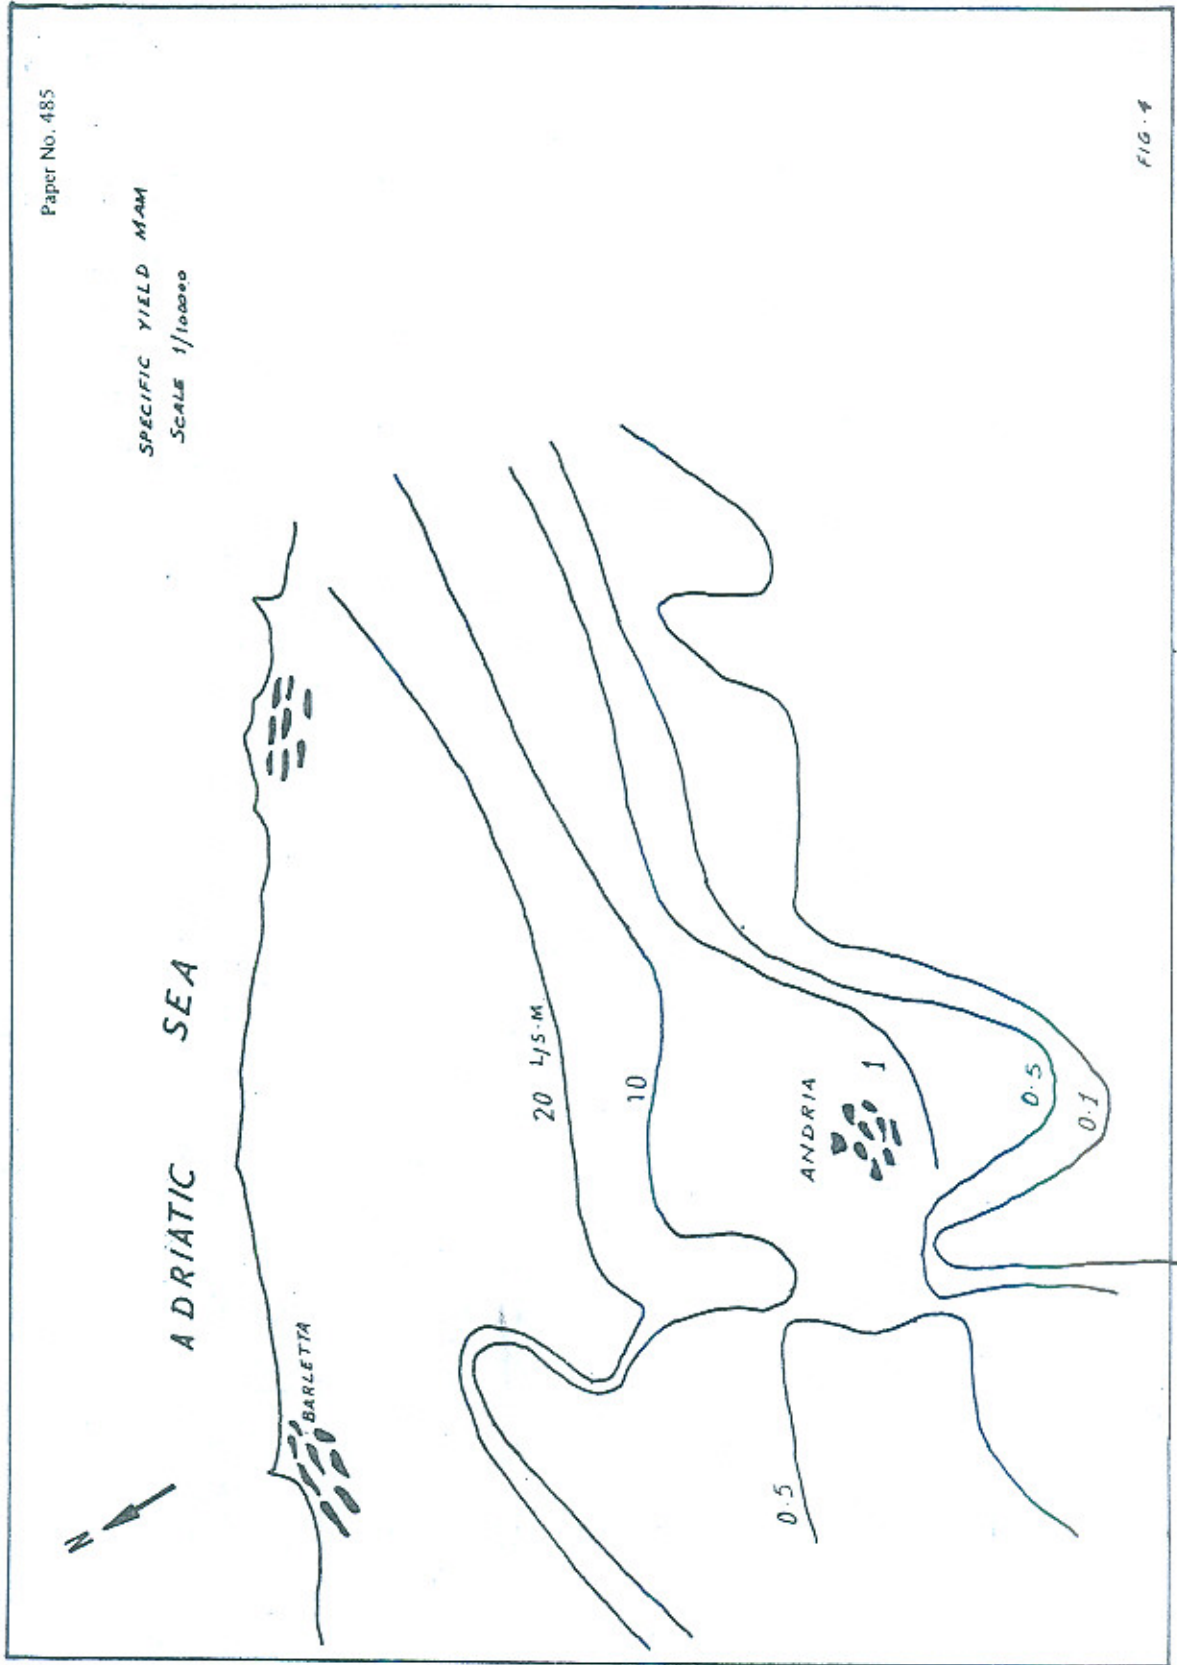 Paper No. 485
SPECIFIC YIELD MAM
SCALE 1/100000
ADRIATIC SEA
N
BARLETTA
20 L/S.M
10
ANDRIA
1
0.5
0.5
0.1
FIG.4